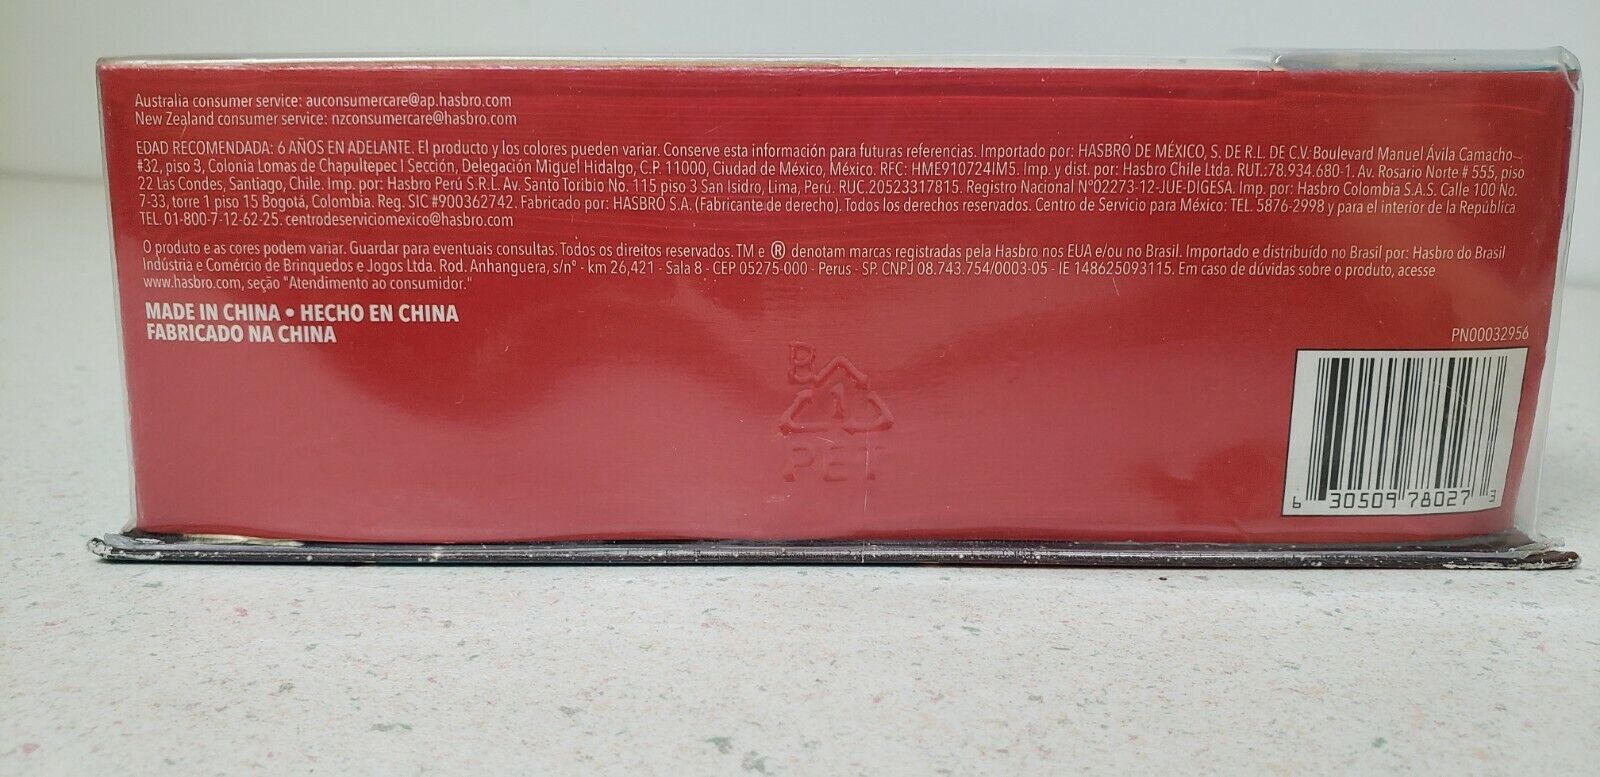 Australia consumer service: auconsumercare@ap.hasbro.com
New Zealand consumer service: nzconsumercare@hasbro.com
EDAD RECOMENDADA: 6 AÑOS EN ADELANTE. El producto y los colores pueden variar. Conserve esta información para futuras referencias. Importado por: HASBRO DE MÉXICO, S. DE R.L. DE C.V. Boulevard Manuel Ávila Camacho
#32, piso 3, Colonia Lomas de Chapultepec I Sección, Delegación Miguel Hidalgo, C.P. 11000, Ciudad de México, México. RFC: HME910724IM5. Imp. y dist. por: Hasbro Chile Ltda. RUT.:78.934.680-1. Av. Rosario Norte # 555, piso
22 Las Condes, Santiago, Chile. Imp. por: Hasbro Perú S.R.L. Av. Santo Toribio No. 115 piso 3 San Isidro, Lima, Perú. RUC.20523317815. Registro Nacional N°02273-12-JUE-DIGESA. Imp. por: Hasbro Colombia S.A.S. Calle 100 No.
7-33, torre 1 piso 15 Bogotá, Colombia. Reg. SIC #900362742. Fabricado por: HASBRO S.A. (Fabricante de derecho). Todos los derechos reservados. Centro de Servicio para México: TEL. 5876-2998 y para el interior de la República
TEL. 01-800-7-12-62-25. centrodeserviciomexico@hasbro.com
O produto e as cores podem variar. Guardar para eventuais consultas. Todos os direitos reservados. TM e ® denotam marcas registradas pela Hasbro nos EUA e/ou no Brasil. Importado e distribuído no Brasil por: Hasbro do Brasil
Indústria e Comércio de Brinquedos e Jogos Ltda. Rod. Anhanguera, s/nº - km 26,421 - Sala 8 - CEP 05275-000 - Perus - SP. CNPJ 08.743.754/0003-05 - IE 148625093115. Em caso de dúvidas sobre o produto, acesse
www.hasbro.com, seção "Atendimento ao consumidor."
MADE IN CHINA • HECHO EN CHINA
FABRICADO NA CHINA
PN00032956
BA
1
PET
6 30509 78027 3